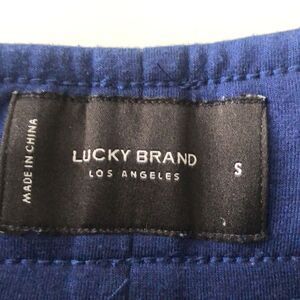 MADE IN CHINA
LUCKY BRAND
LOS ANGELES
S